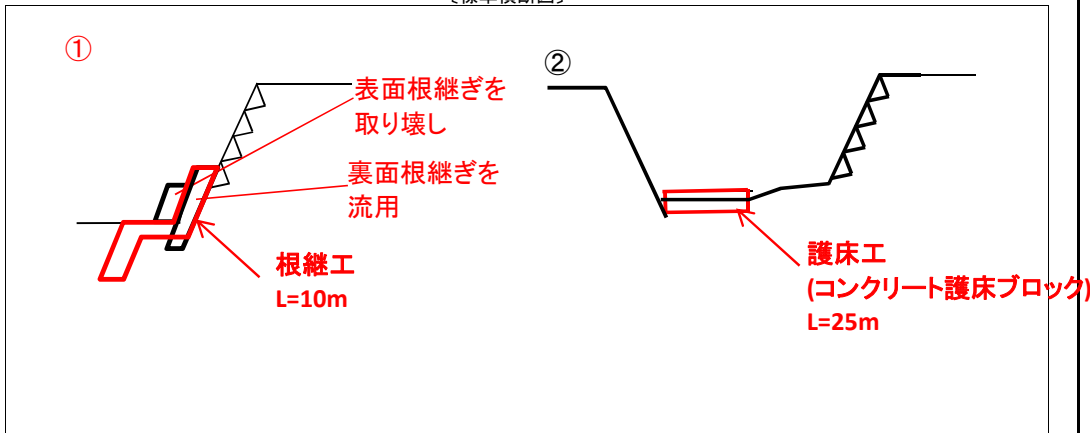 ①
表面根継ぎを
取り壊し
裏面根継ぎを
流用
根継工
L=10m
②
護床工
(コンクリート護床ブロック)
L=25m